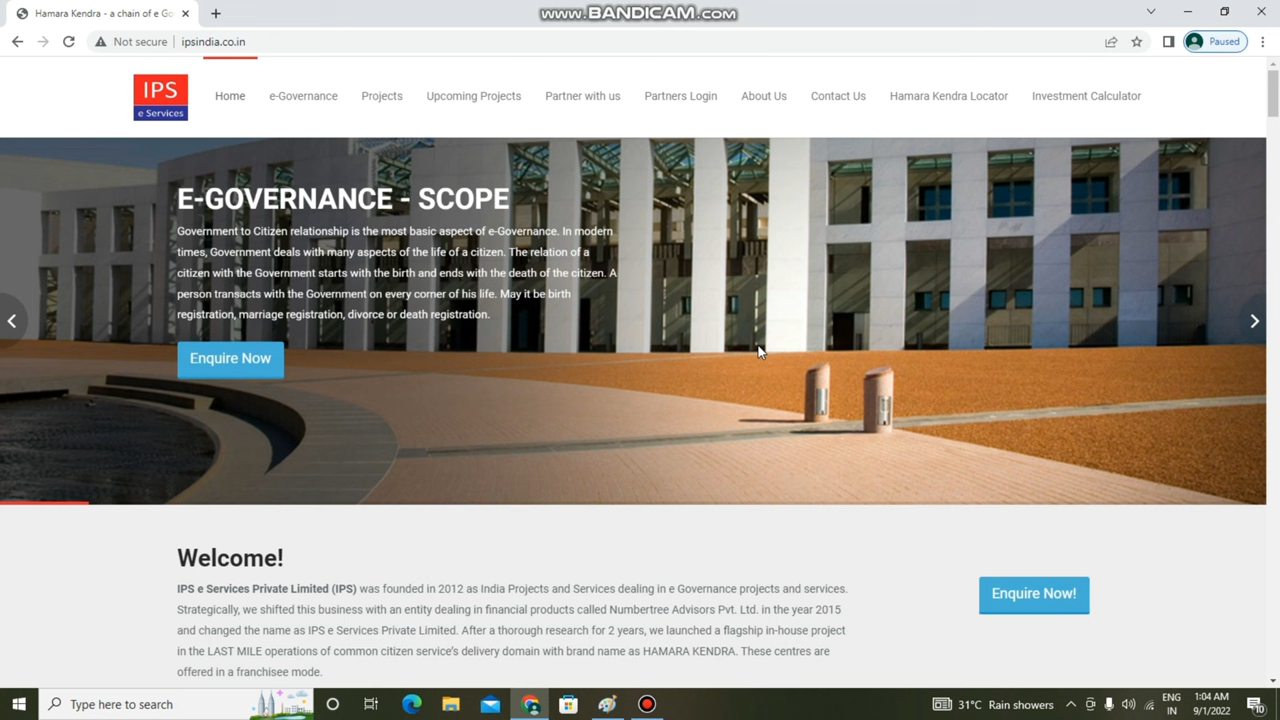 Hamara Kendra - a chain of e Go
www.BANDICAM.com
Not secure
ipsindia.co.in
Paused
IPS
e Services
Home
e-Governance
Projects
Upcoming Projects
Partner with us
Partners Login
About Us
Contact Us
Hamara Kendra Locator
Investment Calculator
E-GOVERNANCE - SCOPE
Government to Citizen relationship is the most basic aspect of e-Governance. In modern
times, Government deals with many aspects of the life of a citizen. The relation of a
citizen with the Government starts with the birth and ends with the death of the citizen. A
person transacts with the Government on every corner of his life. May it be birth
registration, marriage registration, divorce or death registration.
Enquire Now
Welcome!
IPS e Services Private Limited (IPS) was founded in 2012 as India Projects and Services dealing in e Governance projects and services.
Strategically, we shifted this business with an entity dealing in financial products called Numbertree Advisors Pvt. Ltd. in the year 2015
and changed the name as IPS e Services Private Limited. After a thorough research for 2 years, we launched a flagship in-house project
in the LAST MILE operations of common citizen service's delivery domain with brand name as HAMARA KENDRA. These centres are
offered in a franchisee mode.
Enquire Now!
Type here to search
31°C Rain showers
ENG
IN
1:04 AM
9/1/2022
10